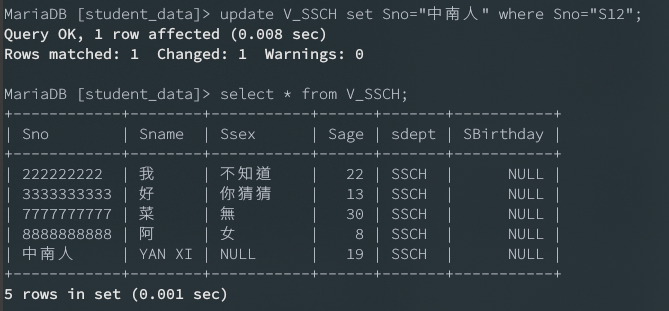 MariaDB [student_data]> update V_SSCH set Sno="中南人" where Sno="S12";
Query OK, 1 row affected (0.008 sec)
Rows matched: 1  Changed: 1  Warnings: 0
MariaDB [student_data]> select * from V_SSCH;
+------------+---------+-----------+------+-------+-----------+
| Sno        | Sname   | Ssex      | Sage | sdept | SBirthday |
+------------+---------+-----------+------+-------+-----------+
| 222222222  | 我      | 不知道    |   22 | SSCH  |      NULL |
| 3333333333 | 好      | 你猜猜    |   13 | SSCH  |      NULL |
| 7777777777 | 菜      | 無        |   30 | SSCH  |      NULL |
| 8888888888 | 阿      | 女        |    8 | SSCH  |      NULL |
| 中南人     | YAN XI  | NULL      |   19 | SSCH  |      NULL |
+------------+---------+-----------+------+-------+-----------+
5 rows in set (0.001 sec)